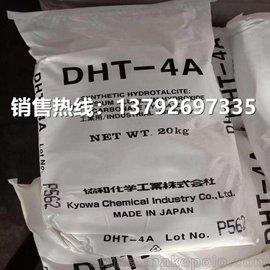 DHT-4A
SYNTHETIC HYDROTALCITE:
销售热线：13792697335
NET WT. 20kg
P562
協和化学工業株式会社
Kyowa Chemical Industry Co., Ltd.
MADE IN JAPAN
DHT-4A Lot No.
P562